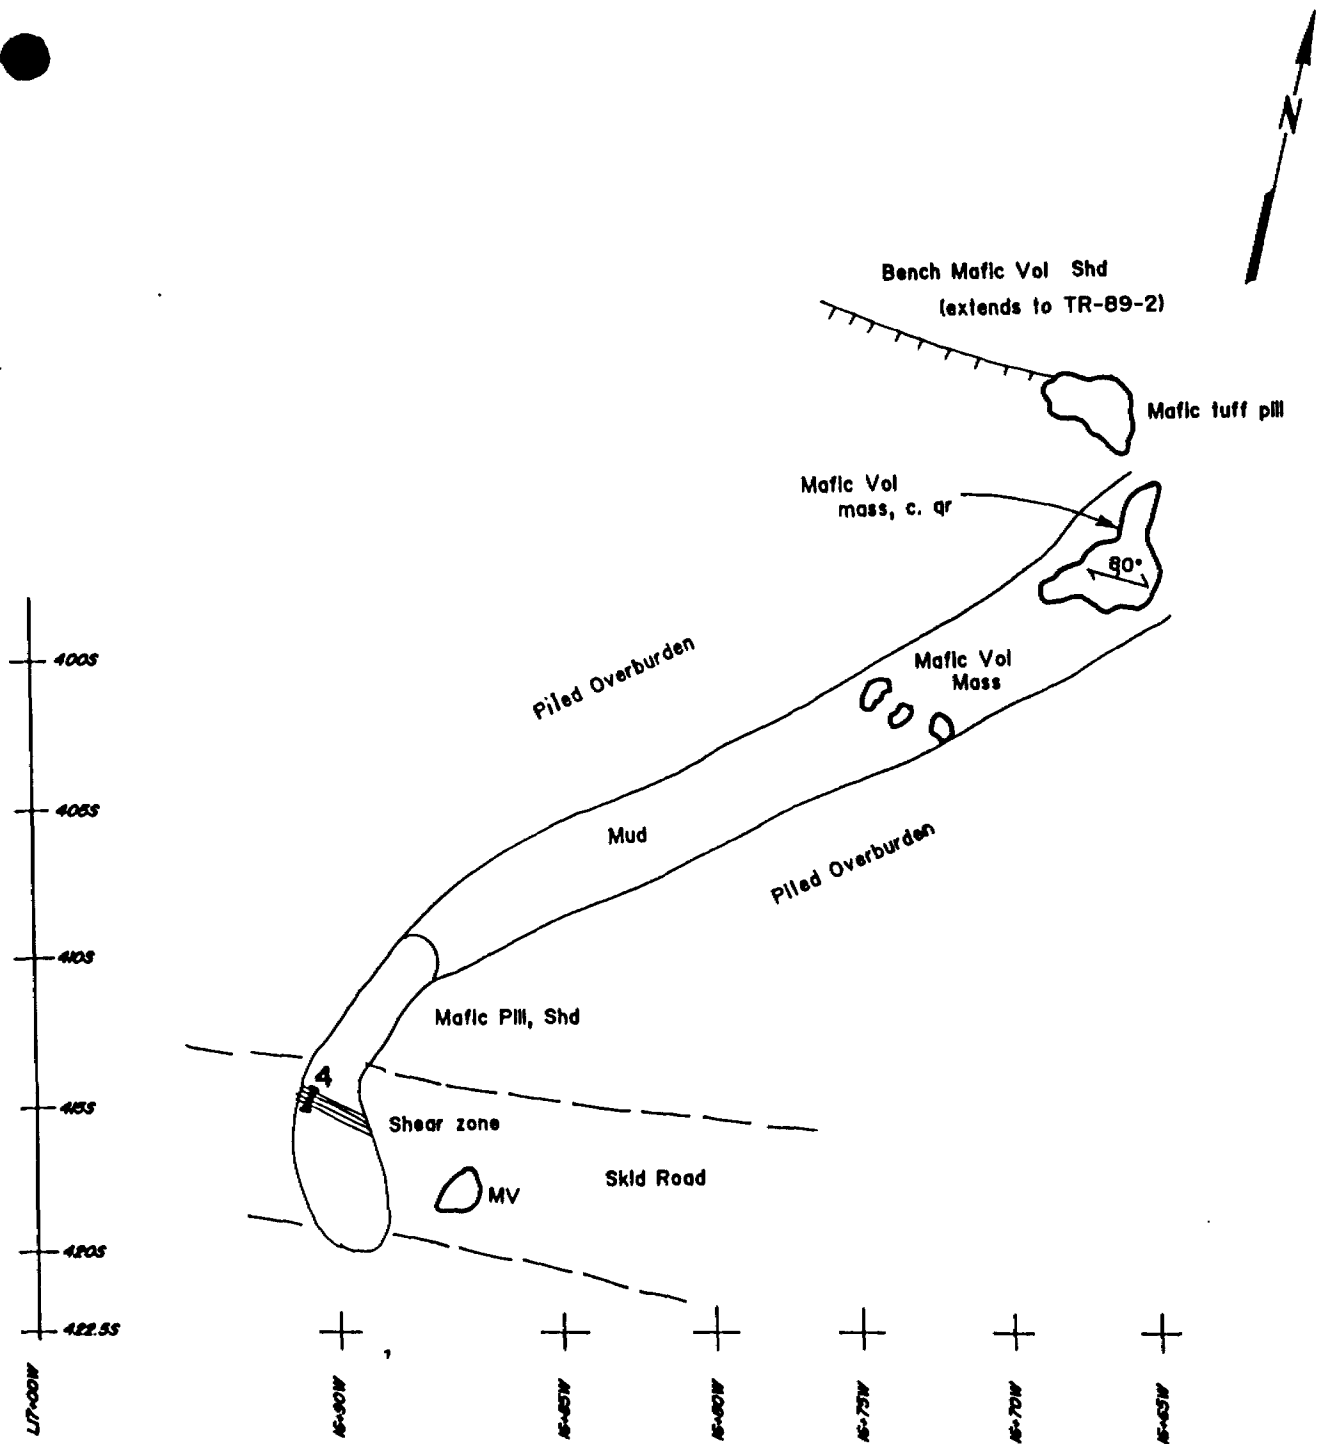 N
Bench Mafic Vol Shd
(extends to TR-89-2)
Mafic tuff pill
Mafic Vol
mass, c. gr
80°
400S
Piled Overburden
Mafic Vol
Mass
405S
Mud
Piled Overburden
410S
Mafic Pill, Shd
4
415S
Shear zone
Skid Road
MV
420S
422.5S
L17+00W
16+90W
16+85W
16+80W
16+75W
16+70W
16+65W